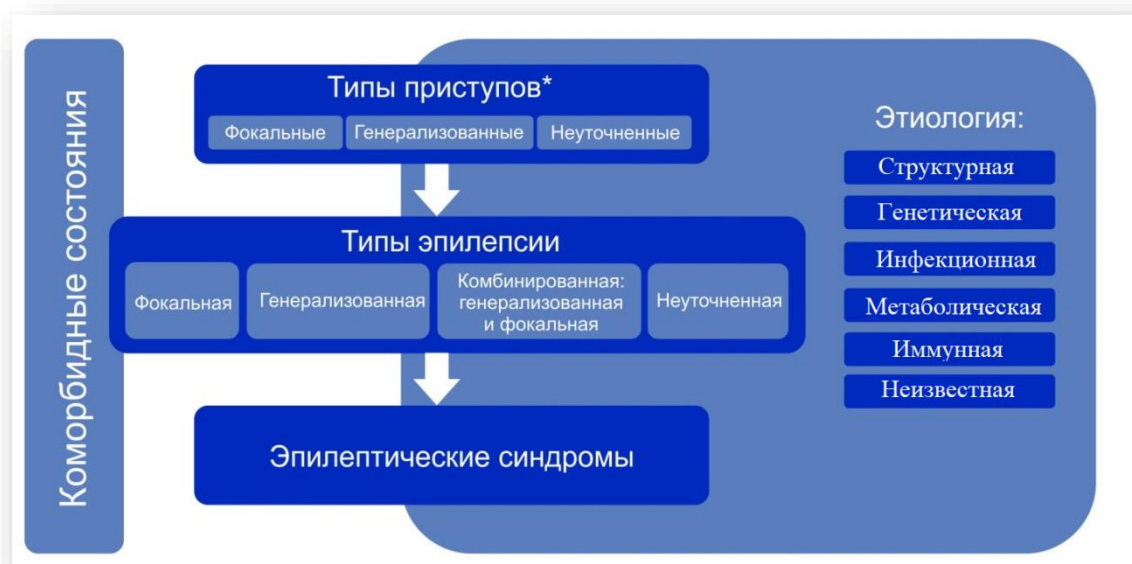 Коморбидные состояния
Типы приступов*
Фокальные
Генерализованные
Неуточненные
Типы эпилепсии
Фокальная
Генерализованная
Комбинированная:
генерализованная
и фокальная
Неуточненная
Эпилептические синдромы
Этиология:
Структурная
Генетическая
Инфекционная
Метаболическая
Иммунная
Неизвестная